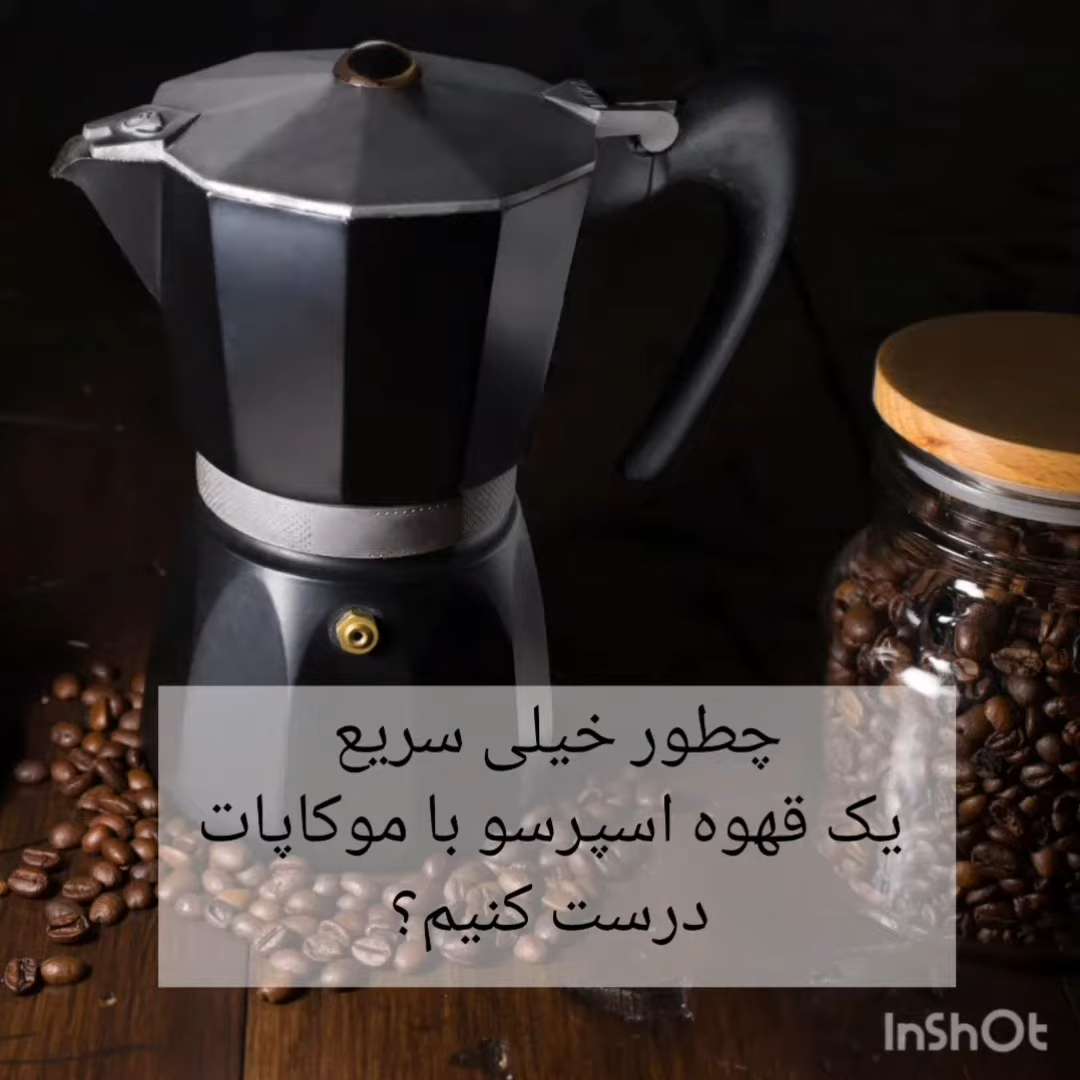 چطور خیلی سریع
یک قهوه اسپرسو با موکاپات
درست کنیم؟
InShOt